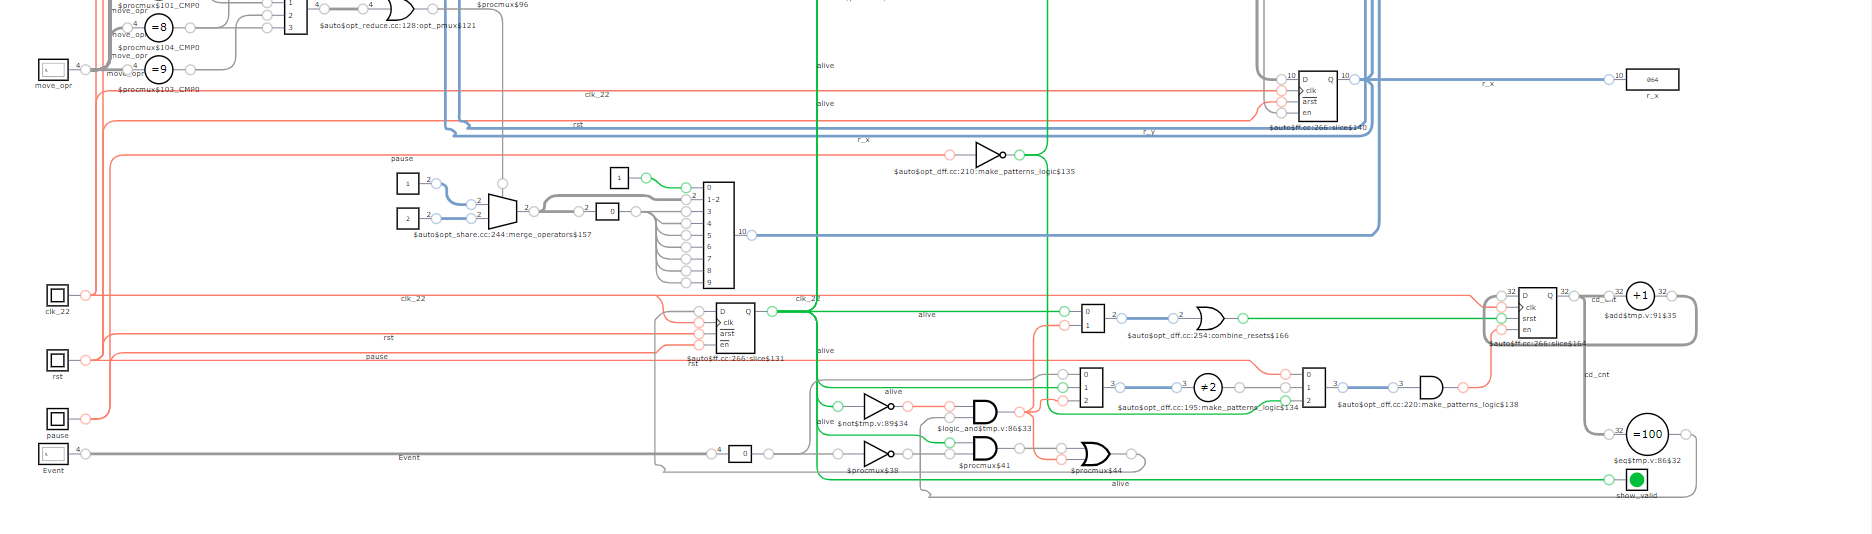 $procmux$101_CMP0
move_opr
4
=8
$procmux$104_CMP0
move_opr
4
=9
move_opr
$procmux$103_CMP0
4
move_opr
1
2
3
4
4
$auto$opt_reduce.cc:128:opt_pmux$121
$procmux$96
alive
clk_22
alive
rst
r_x
r_y
10
D
Q
10
clk
arst
en
$auto$ff.cc:266:slice$140
r_x
10
064
r_x
pause
$auto$opt_dff.cc:210:make_patterns_logic$135
1
2
2
2
2
2
2
$auto$opt_share.cc:244:merge_operators$157
2
2
0
1
0
2
1-2
3
4
5
6
7
8
9
10
clk_22
clk_22
clk_22
D
Q
clk
arst
en
$auto$ff.cc:266:slice$131
rst
rst
pause
rst
alive
alive
0
1
2
2
$auto$opt_dff.cc:254:combine_resets$166
32
D
Q
32
clk
srst
en
$auto$ff.cc:266:slice$164
cd_cnt
32
+1
32
$add$tmp.v:91$35
cd_cnt
0
1
2
3
3
≠2
$auto$opt_dff.cc:195:make_patterns_logic$134
0
1
2
3
3
$auto$opt_dff.cc:220:make_patterns_logic$138
alive
$not$tmp.v:89$34
alive
$logic_and$tmp.v:86$33
pause
4
Event
Event
4
0
$procmux$38
$procmux$41
$procmux$44
alive
32
=100
$eq$tmp.v:86$32
show_valid